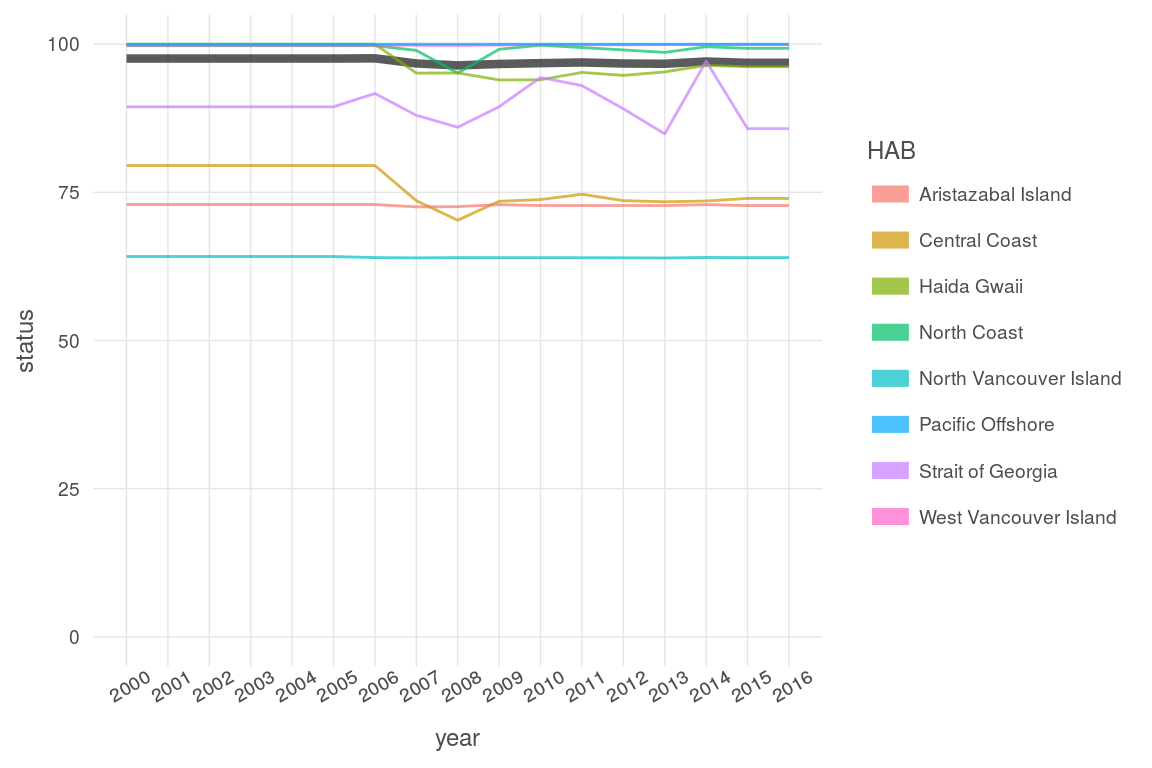 100
75
50
25
0
status
2000 2001 2002 2003 2004 2005 2006 2007 2008 2009 2010 2011 2012 2013 2014 2015 2016
year
HAB
Aristazabal Island
Central Coast
Haida Gwaii
North Coast
North Vancouver Island
Pacific Offshore
Strait of Georgia
West Vancouver Island